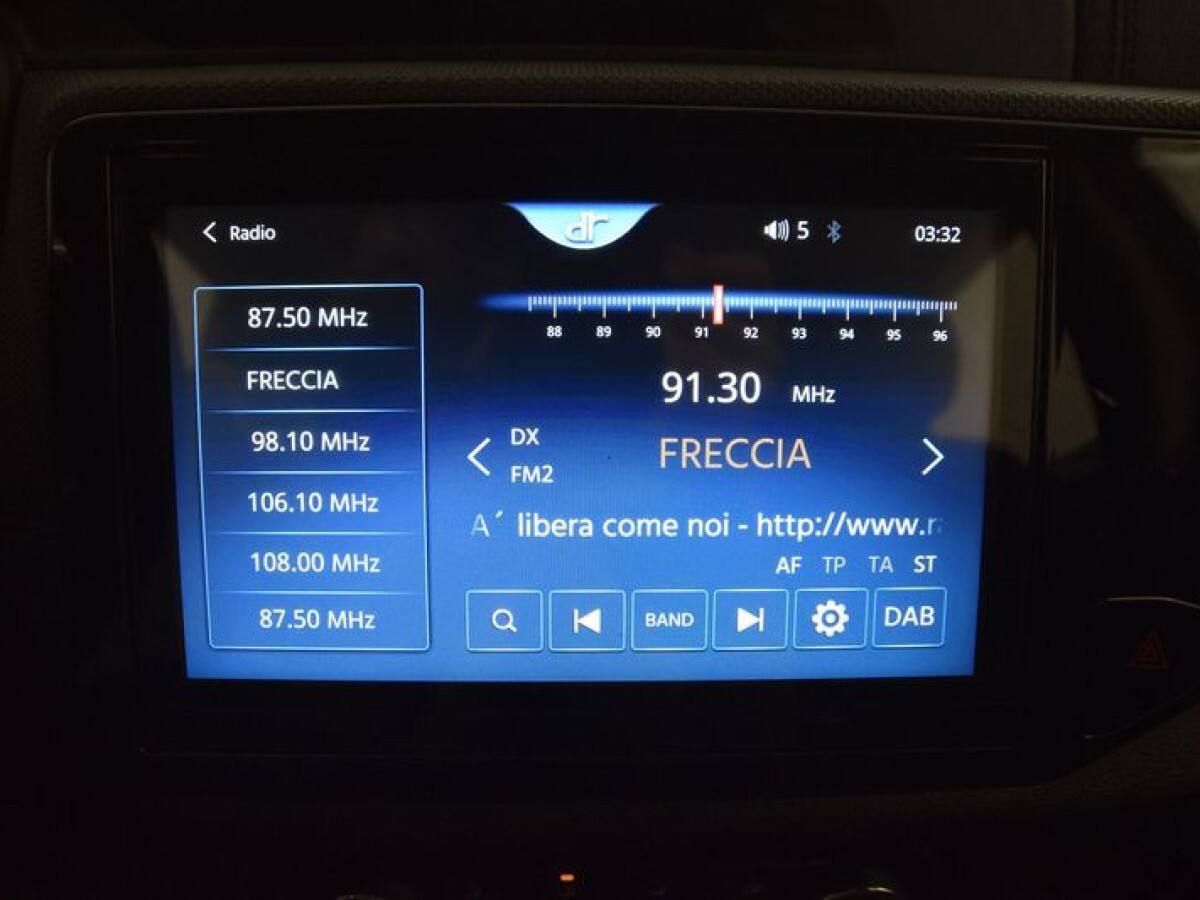 Radio
dr
5
03:32
87.50 MHz
FRECCIA
98.10 MHz
106.10 MHz
108.00 MHz
87.50 MHz
88 89 90 91 92 93 94 95 96
91.30 MHz
DX
FM2
FRECCIA
A´ libera come noi - http://www.r
AF TP TA ST
BAND
DAB